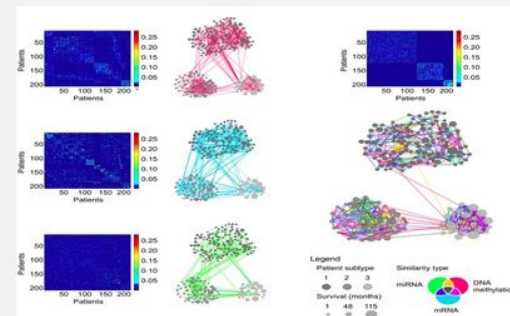 50
100
150
200
50 100 150 200
Patients
Patients
0.25
0.20
0.15
0.10
0.05
50
100
150
200
50 100 150 200
Patients
Patients
0.25
0.20
0.15
0.10
0.05
50
100
150
200
50 100 150 200
Patients
Patients
0.25
0.20
0.15
0.10
0.05
50
100
150
200
50 100 150 200
Patients
Patients
0.25
0.20
0.15
0.10
0.05
Legend
Patient subtype
1 2 3
Survival (months)
1 48 115
Similarity type
miRNA
DNA
methylation
mRNA